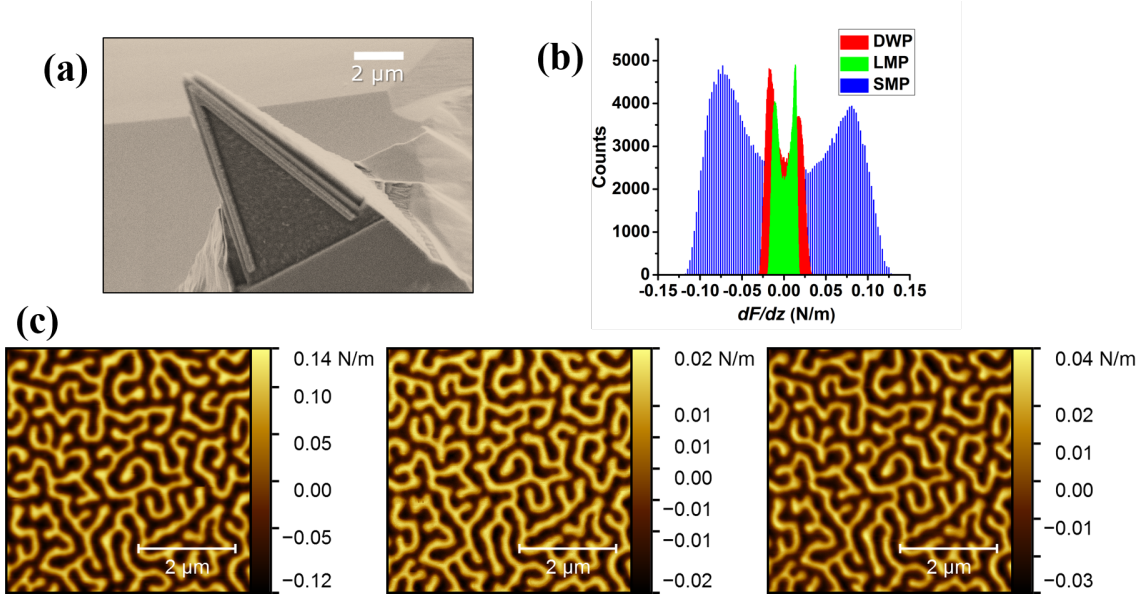 (a)
2 μm
(b)
DWP
LMP
SMP
5000
4000
3000
2000
1000
0
Counts
-0.15 -0.10 -0.05 0.00 0.05 0.10 0.15
dF/dz (N/m)
(c)
0.14 N/m
0.10
0.05
0.00
−0.05
−0.12
2 μm
0.02 N/m
0.01
0.01
0.00
−0.01
−0.01
−0.02
2 μm
0.04 N/m
0.02
0.01
0.00
−0.01
−0.03
2 μm